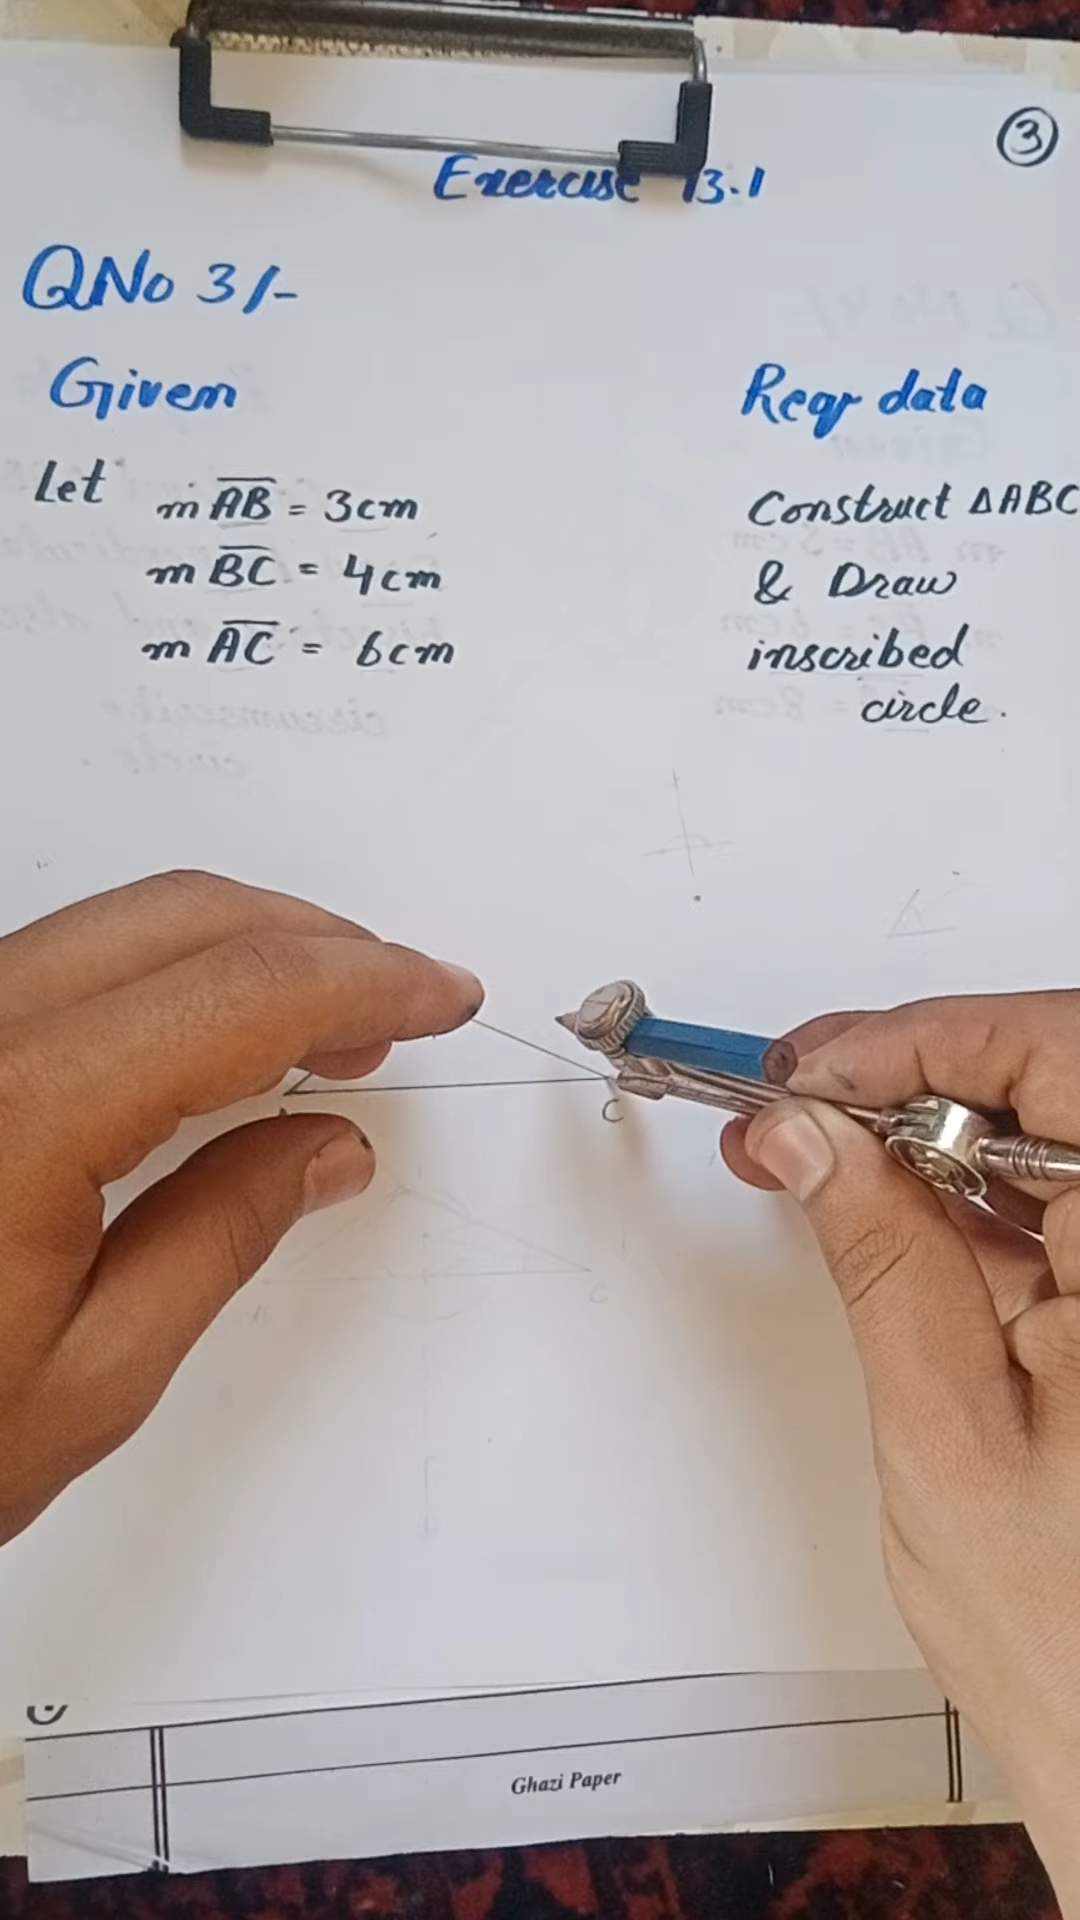 3
Exercise 13.1
QNo 3/-
Given
Reqr data
Let m AB = 3cm
m BC = 4cm
m AC = 6cm
Construct ΔABC
& Draw
inscribed
circle.
C
C
Ghazi Paper